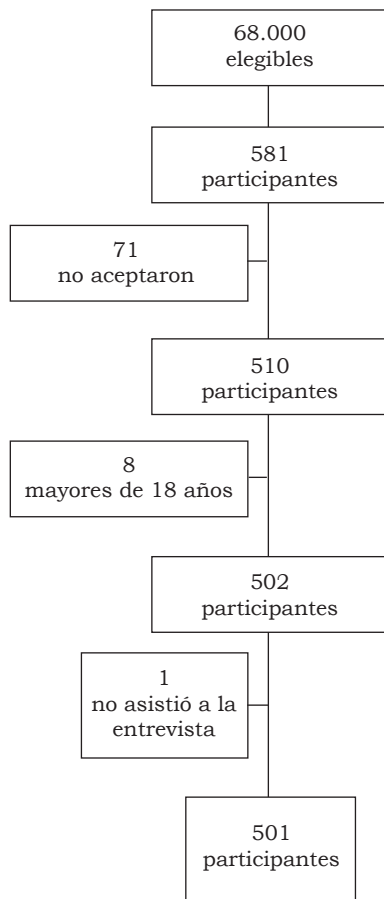 68.000
elegibles
581
participantes
71
no aceptaron
510
participantes
8
mayores de 18 años
502
participantes
1
no asistió a la
entrevista
501
participantes